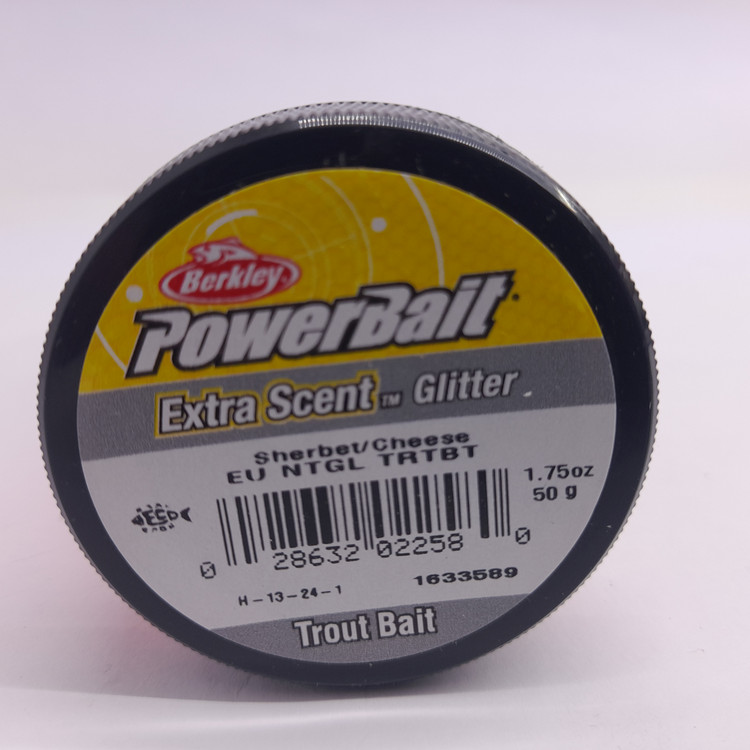 Berkley
PowerBait
Extra Scent™ Glitter
Sherbet/Cheese
EU NTGL TRTBT
1.75oz
50 g
0 28632 02258 0
H-13-24-1
1633589
Trout Bait